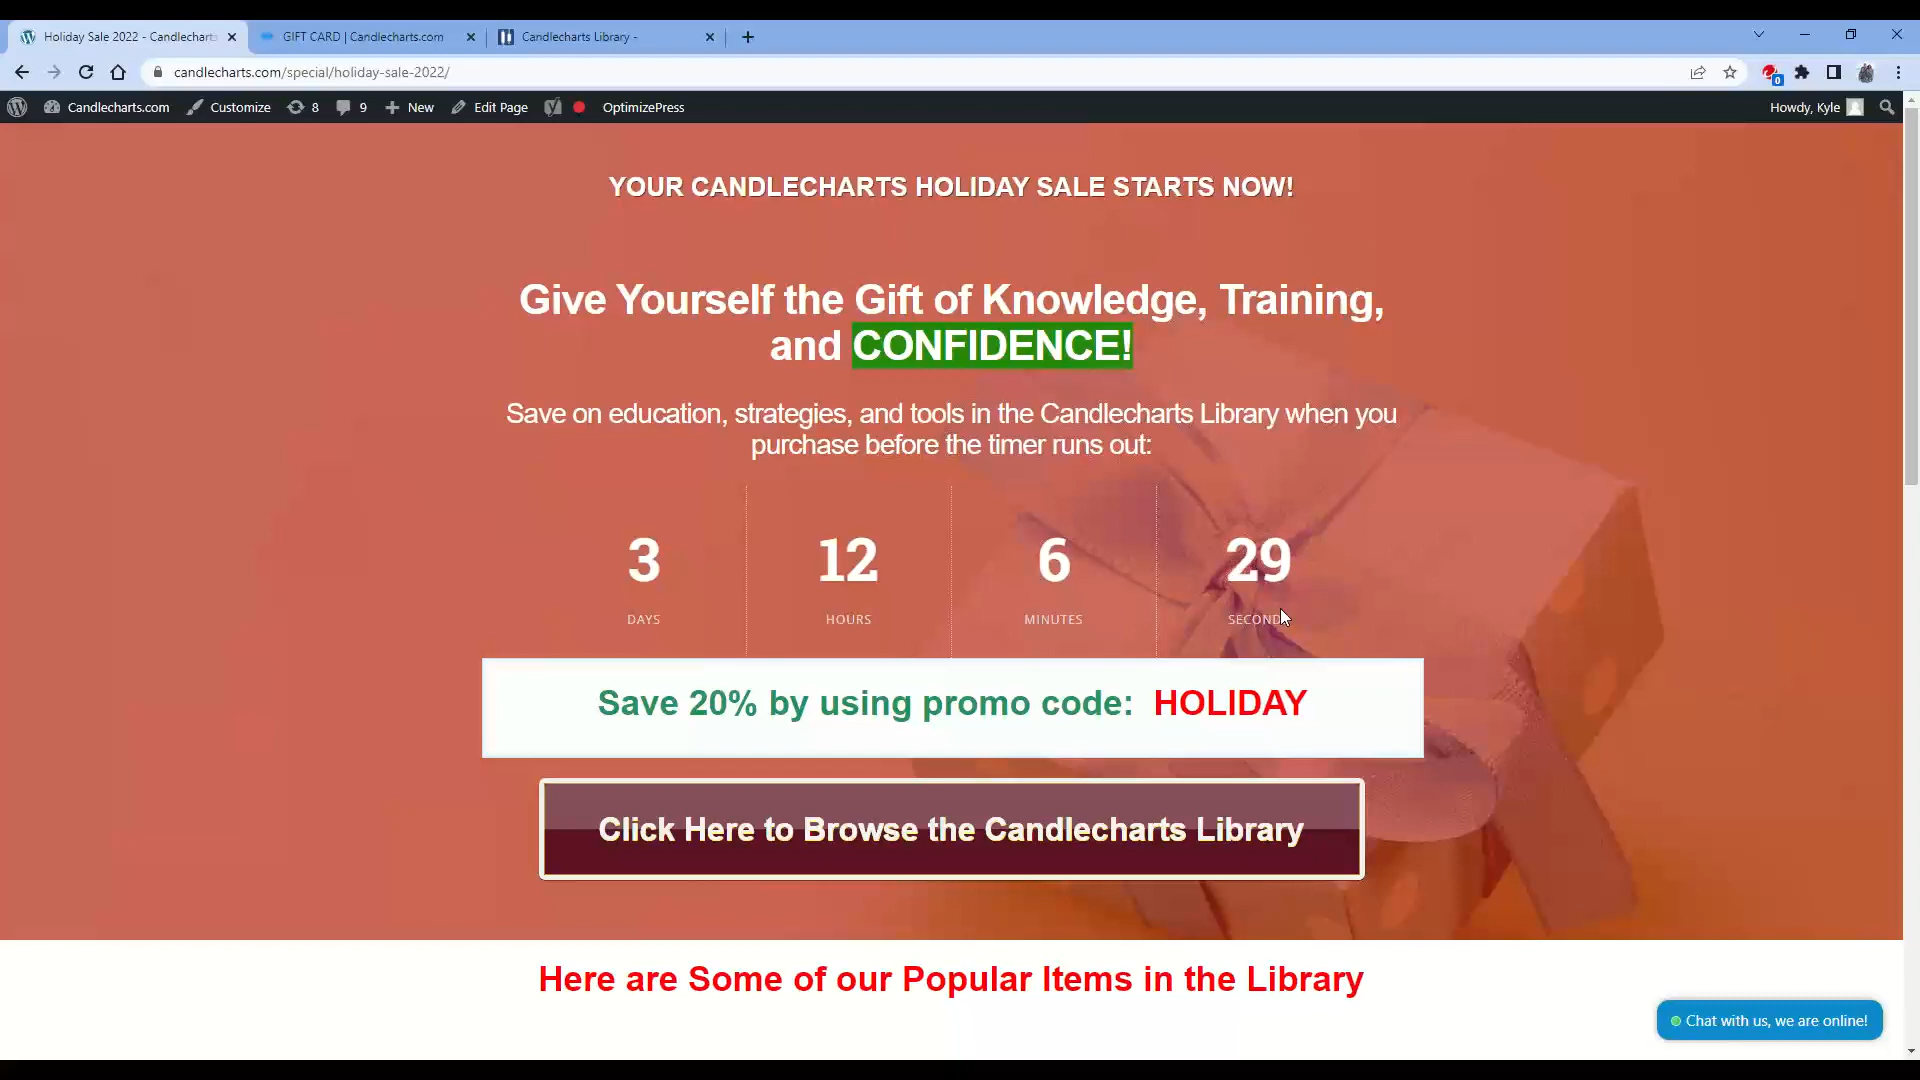 Holiday Sale 2022 - Candlecharts
GIFT CARD | Candlecharts.com
Candlecharts Library -
candlecharts.com/special/holiday-sale-2022/
0
Candlecharts.com
Customize
8
9
New
Edit Page
OptimizePress
Howdy, Kyle
YOUR CANDLECHARTS HOLIDAY SALE STARTS NOW!
Give Yourself the Gift of Knowledge, Training,
and CONFIDENCE!
Save on education, strategies, and tools in the Candlecharts Library when you
purchase before the timer runs out:
3 12 6 29
DAYS HOURS MINUTES SECONDS
Save 20% by using promo code: HOLIDAY
Click Here to Browse the Candlecharts Library
Here are Some of our Popular Items in the Library
Chat with us, we are online!